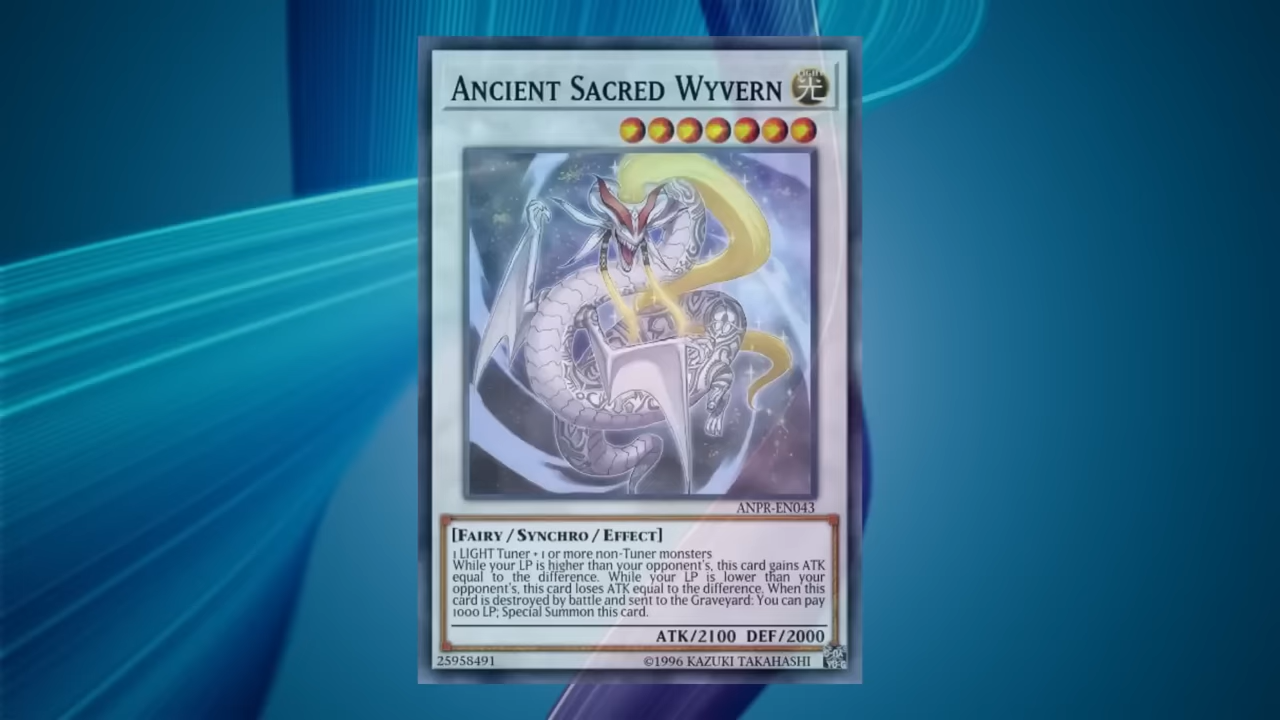 ANCIENT SACRED WYVERN
LIGHT
光
ANPR-EN043
[FAIRY / SYNCHRO / EFFECT]
1 LIGHT Tuner + 1 or more non-Tuner monsters
While your LP is higher than your opponent's, this card gains ATK
equal to the difference. While your LP is lower than your
opponent's, this card loses ATK equal to the difference. When this
card is destroyed by battle and sent to the Graveyard: You can pay
1000 LP; Special Summon this card.
ATK/2100 DEF/2000
25958491
©1996 KAZUKI TAKAHASHI